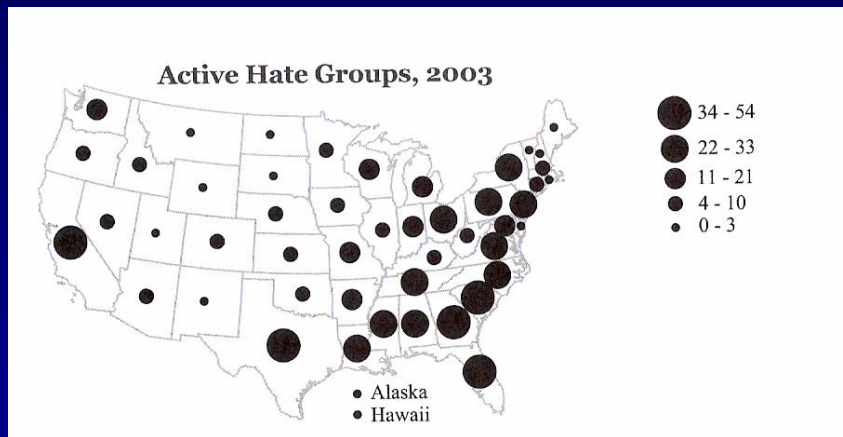 Active Hate Groups, 2003
34 - 54
22 - 33
11 - 21
4 - 10
0 - 3
Alaska
Hawaii